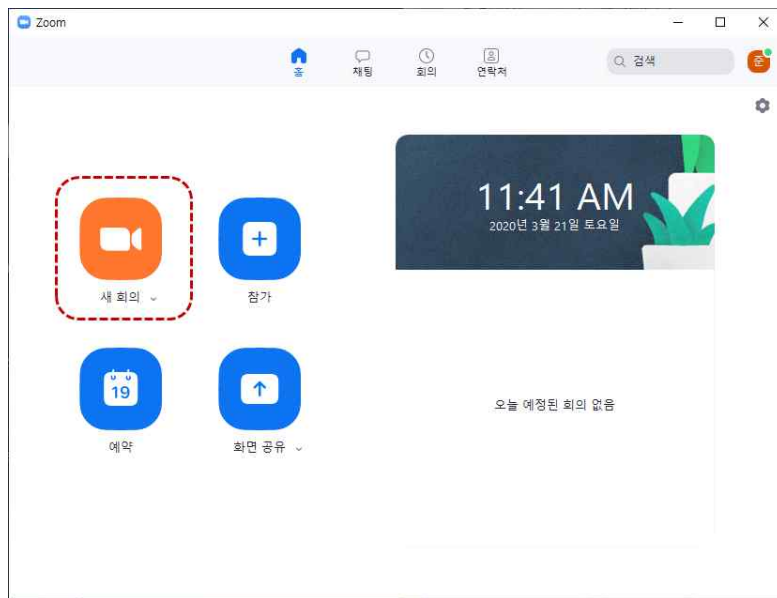 Zoom
홈
채팅
회의
연락처
검색
준
11:41 AM
2020년 3월 21일 토요일
새 회의
참가
19
예약
화면 공유
오늘 예정된 회의 없음